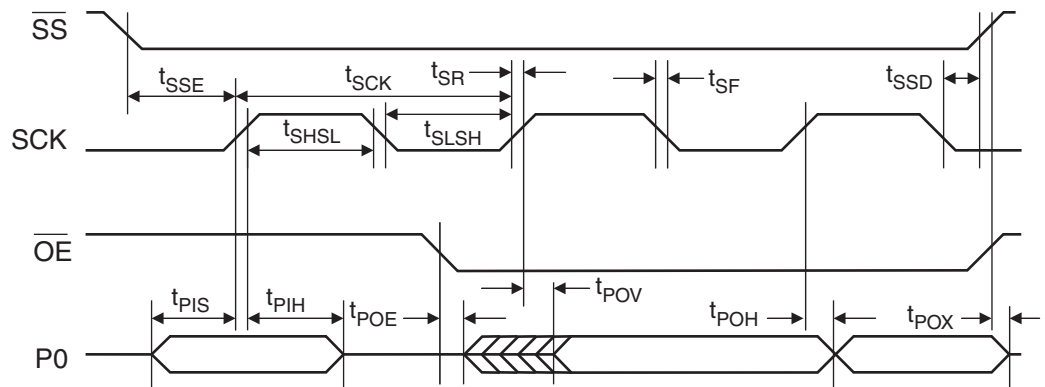 SS
tSSE
tSCK
tSR
tSF
tSSD
SCK
tSHSL
tSLSH
OE
tPIS
tPIH
tPOE
tPOV
tPOH
tPOX
P0